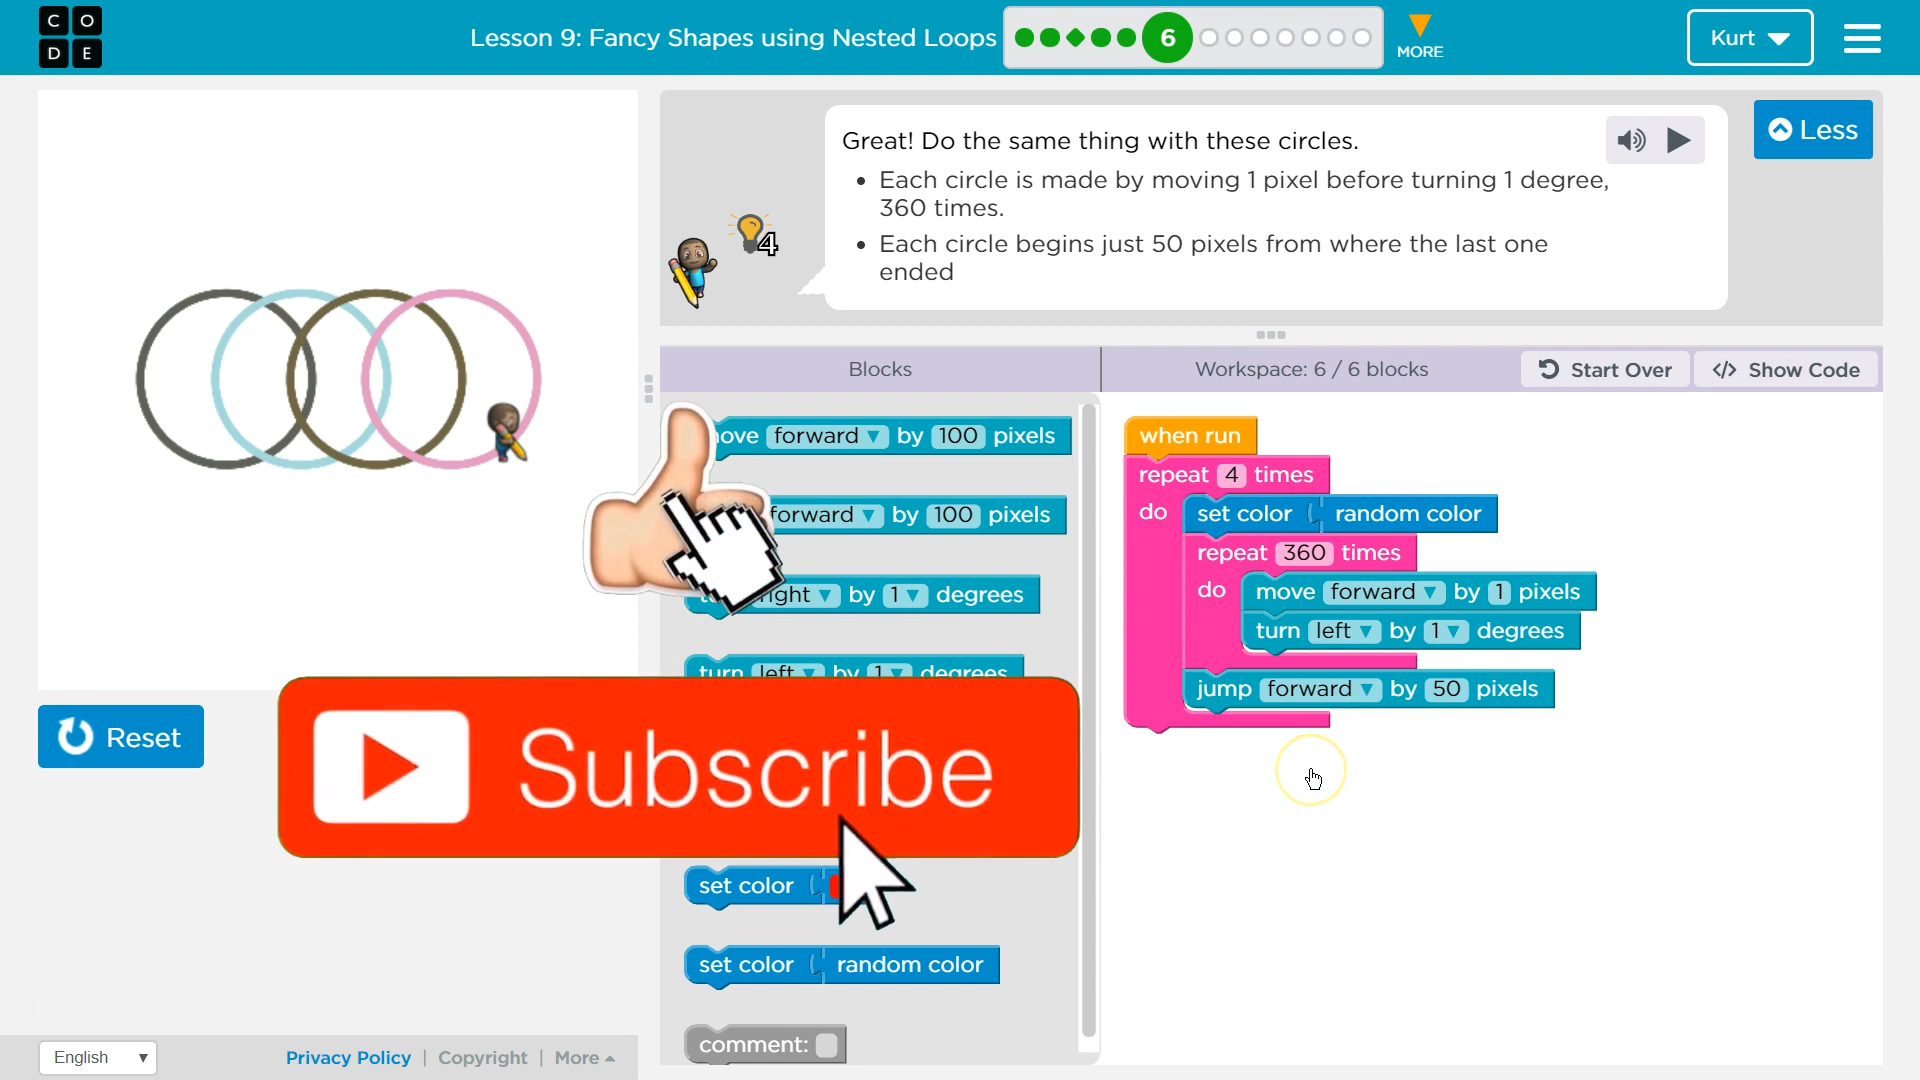 C O
D E
Lesson 9: Fancy Shapes using Nested Loops
6
MORE
Kurt
Great! Do the same thing with these circles.
• Each circle is made by moving 1 pixel before turning 1 degree,
360 times.
• Each circle begins just 50 pixels from where the last one
ended
4
Less
Blocks
Workspace: 6 / 6 blocks
Start Over
</> Show Code
forward by 100 pixels
forward by 100 pixels
by 1 degrees
turn left by 1 degrees
set color
set color random color
comment:
when run
repeat 4 times
do set color random color
repeat 360 times
do move forward by 1 pixels
turn left by 1 degrees
jump forward by 50 pixels
Reset
Subscribe
English
Privacy Policy | Copyright | More